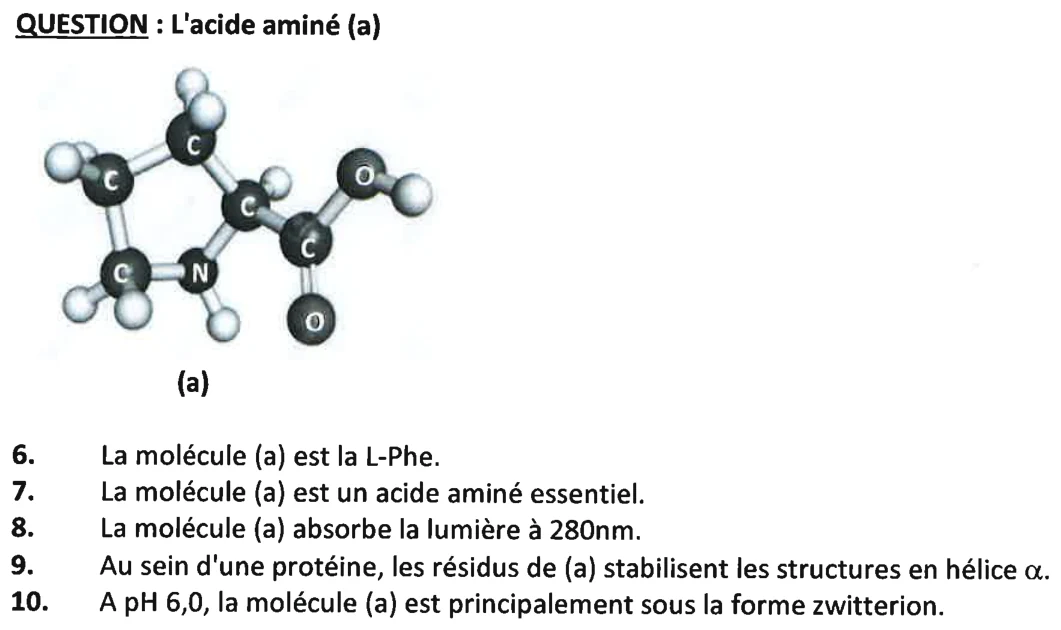 QUESTION : L'acide aminé (a)
C
C
C
O
C
C
N
O
(a)
6. La molécule (a) est la L-Phe.
7. La molécule (a) est un acide aminé essentiel.
8. La molécule (a) absorbe la lumière à 280nm.
9. Au sein d'une protéine, les résidus de (a) stabilisent les structures en hélice α.
10. A pH 6,0, la molécule (a) est principalement sous la forme zwitterion.